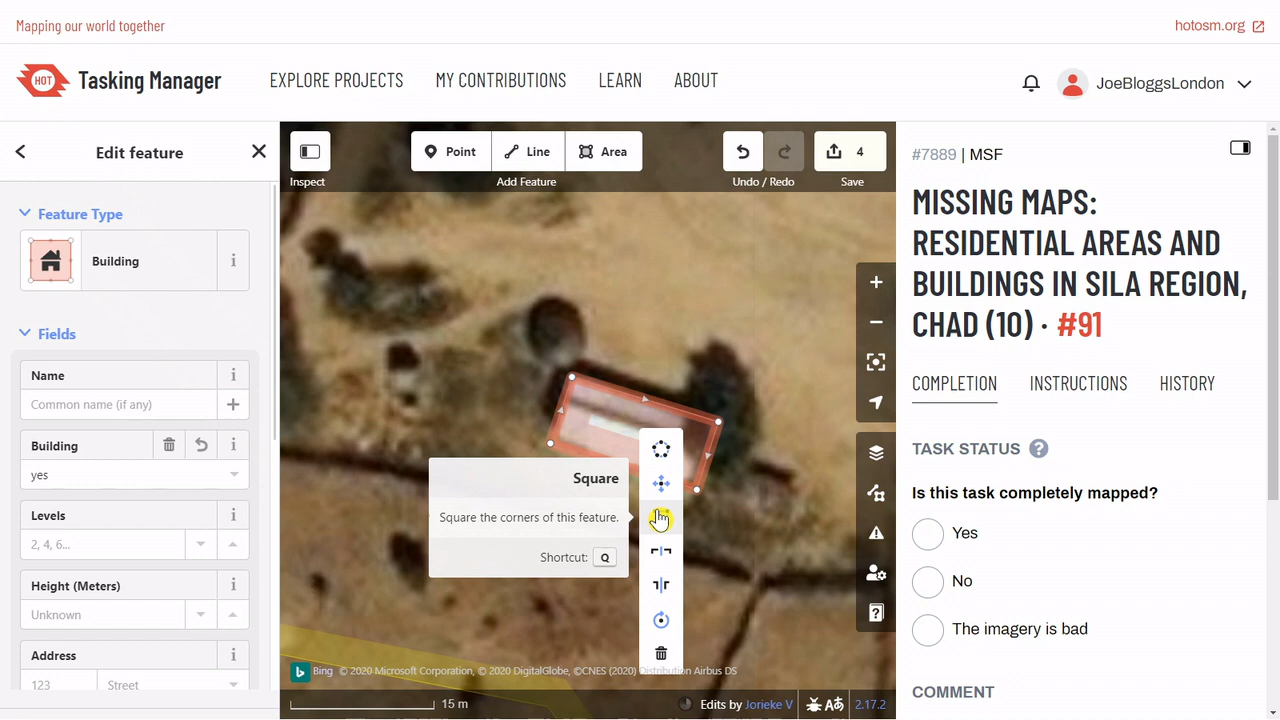 Mapping our world together
hotosm.org
HOT
Tasking Manager
EXPLORE PROJECTS
MY CONTRIBUTIONS
LEARN
ABOUT
JoeBloggsLondon
Edit feature
Feature Type
Building
i
Fields
Name
i
Common name (if any)
Building
i
yes
Levels
i
2, 4, 6...
Height (Meters)
i
Unknown
Address
i
123
Street
Inspect
Point
Line
Area
Add Feature
Undo / Redo
4
Save
Square
Square the corners of this feature.
Shortcut: Q
b Bing
© 2020 Microsoft Corporation, © 2020 DigitalGlobe, ©CNES (2020) Distribution Airbus DS
15 m
Edits by Jorieke V
2.17.2
#7889 | MSF
MISSING MAPS:
RESIDENTIAL AREAS AND
BUILDINGS IN SILA REGION,
CHAD (10) · #91
COMPLETION
INSTRUCTIONS
HISTORY
TASK STATUS ?
Is this task completely mapped?
Yes
No
The imagery is bad
COMMENT